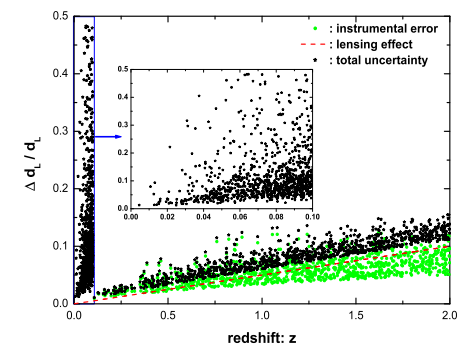 0.5
: instrumental error
: lensing effect
: total uncertainty
0.4
0.3
0.2
0.1
0.0
Δ d_L / d_L
0.5
0.4
0.3
0.2
0.1
0.0
0.00 0.02 0.04 0.06 0.08 0.10
0.0 0.5 1.0 1.5 2.0
redshift: z